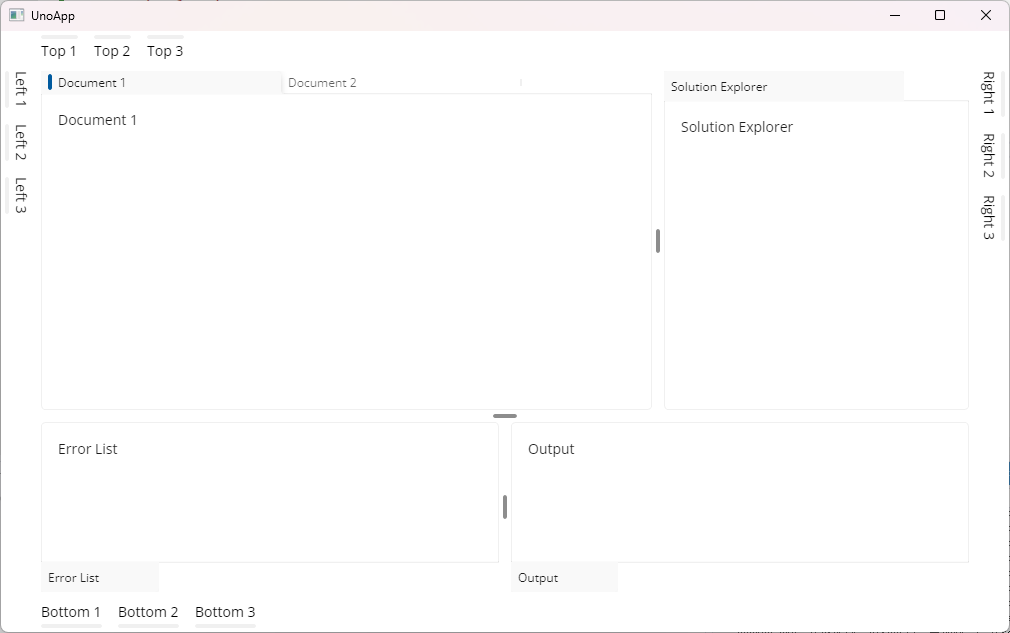 UnoApp
Top 1 Top 2 Top 3
Left 1
Left 2
Left 3
Document 1 Document 2
Document 1
Solution Explorer
Solution Explorer
Right 1
Right 2
Right 3
Error List
Error List
Output
Output
Bottom 1 Bottom 2 Bottom 3